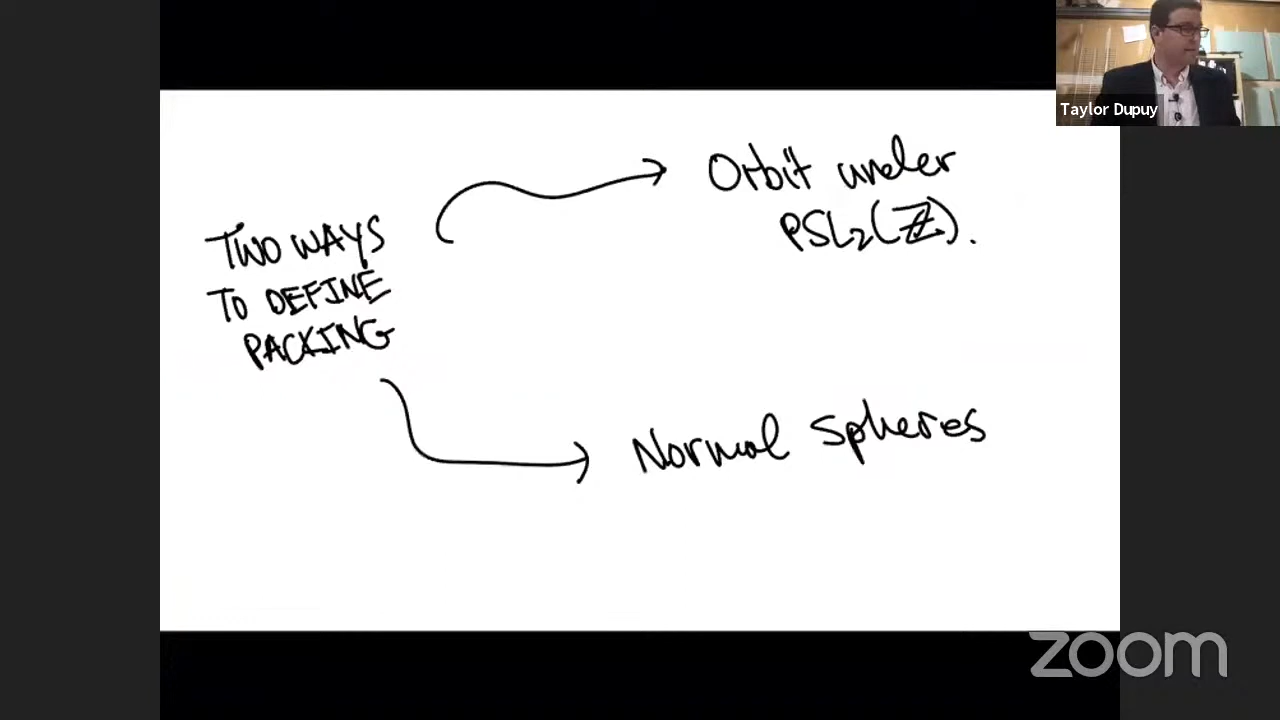 Taylor Dupuy
TWO WAYS
TO DEFINE
PACKING
Orbit under
PSL₂(ℤ).
Normal Spheres
zoom